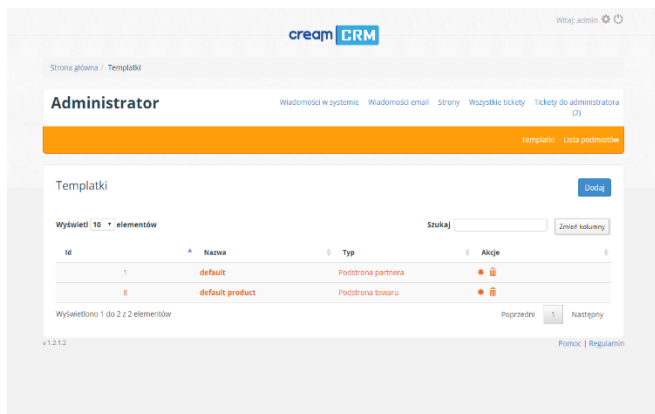 Witaj: admin
cream CRM
Strona główna / Templatki
Administrator
Wiadomości w systemie Wiadomości email Strony Wszystkie tickety Tickety do administratora
(2)
Templatki Lista podmiotów
Templatki
Dodaj
Wyświetl 10 elementów
Szukaj
Zmień kolumny
Id Nazwa Typ Akcje
1 default Podstrona partnera
8 default product Podstrona towaru
Wyświetlono 1 do 2 z 2 elementów
Poprzedni 1 Następny
v 1.2.1.2
Pomoc | Regulamin